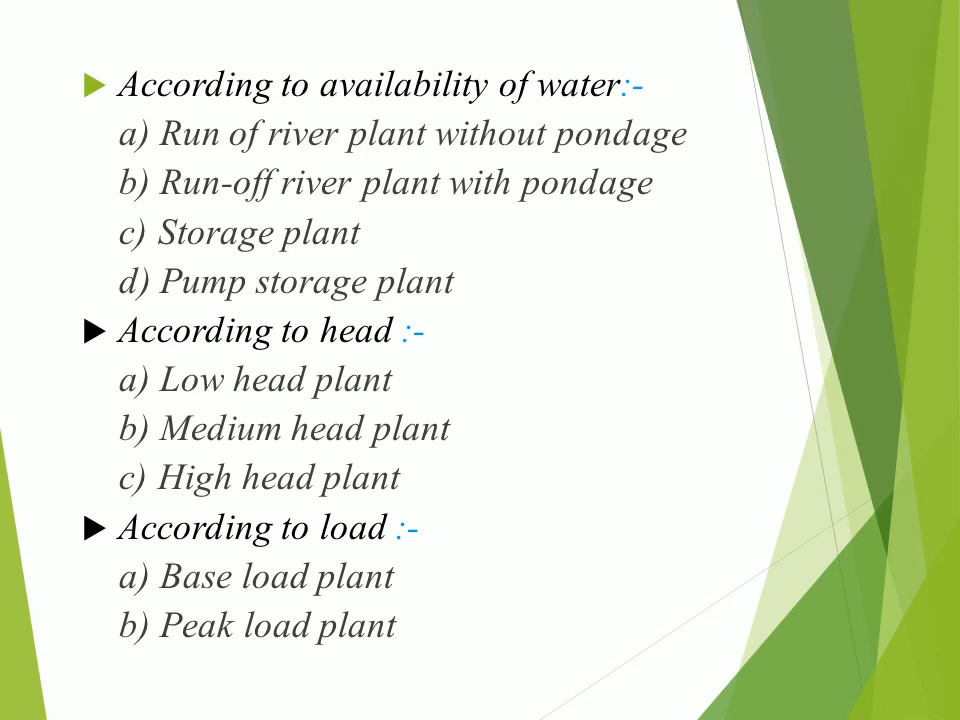 According to availability of water:-
a) Run of river plant without pondage
b) Run-off river plant with pondage
c) Storage plant
d) Pump storage plant
According to head :-
a) Low head plant
b) Medium head plant
c) High head plant
According to load :-
a) Base load plant
b) Peak load plant